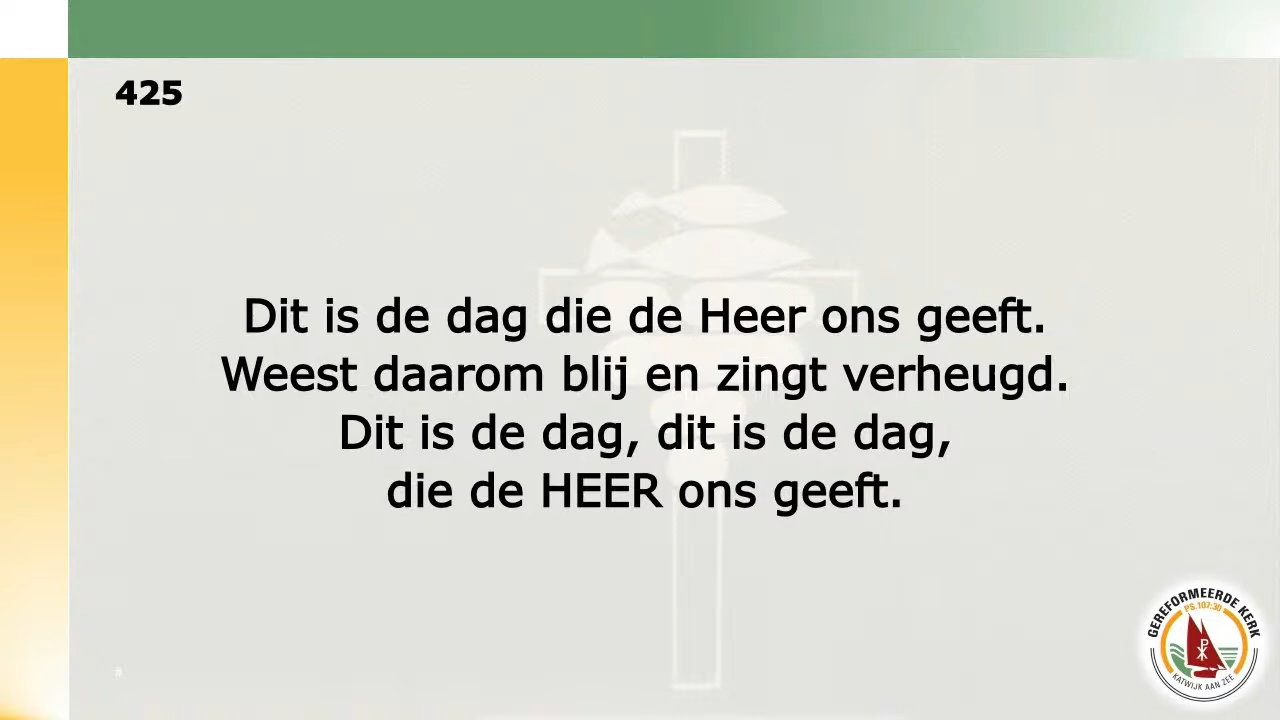 425
Dit is de dag die de Heer ons geeft.
Weest daarom blij en zingt verheugd.
Dit is de dag, dit is de dag,
die de HEER ons geeft.
#
GEREFORMEERDE KERK
PS. 107:30
KATWIJK AAN ZEE